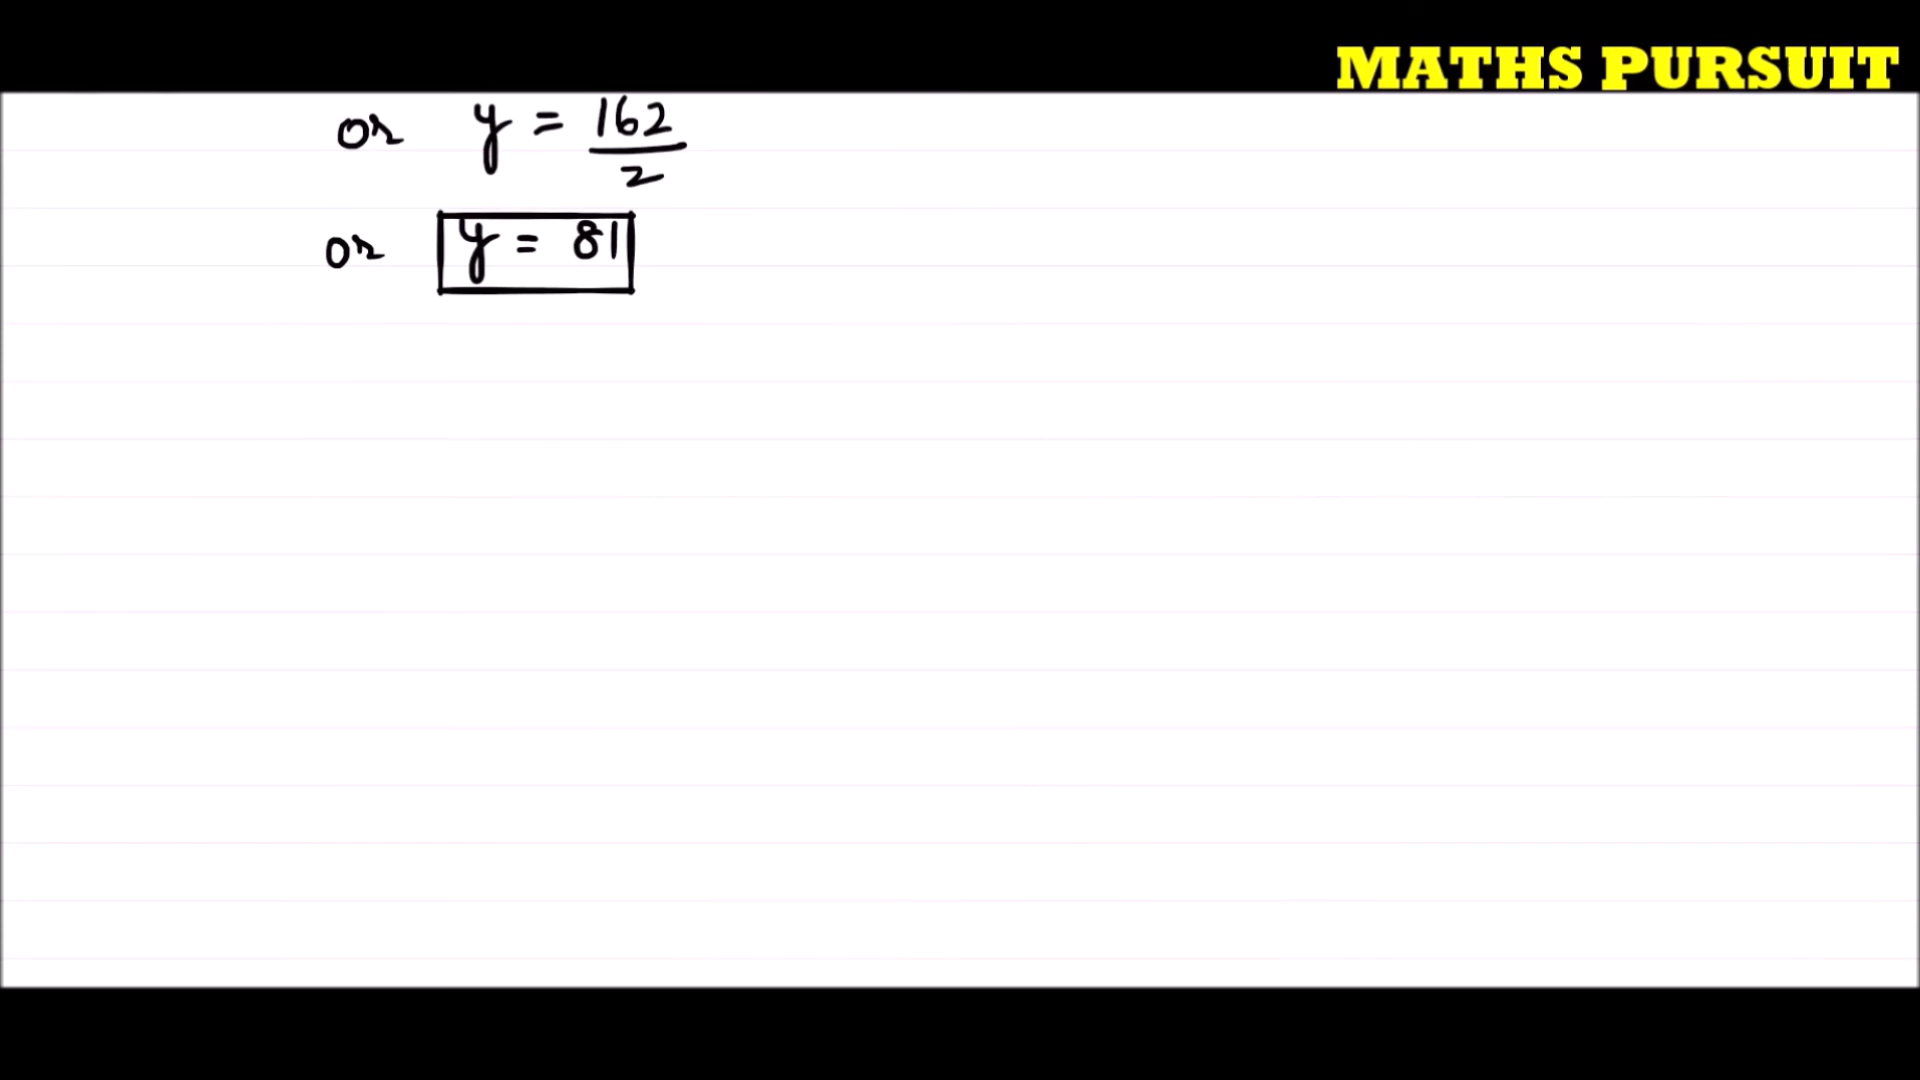 MATHS PURSUIT
or y = 162/2
or y = 81